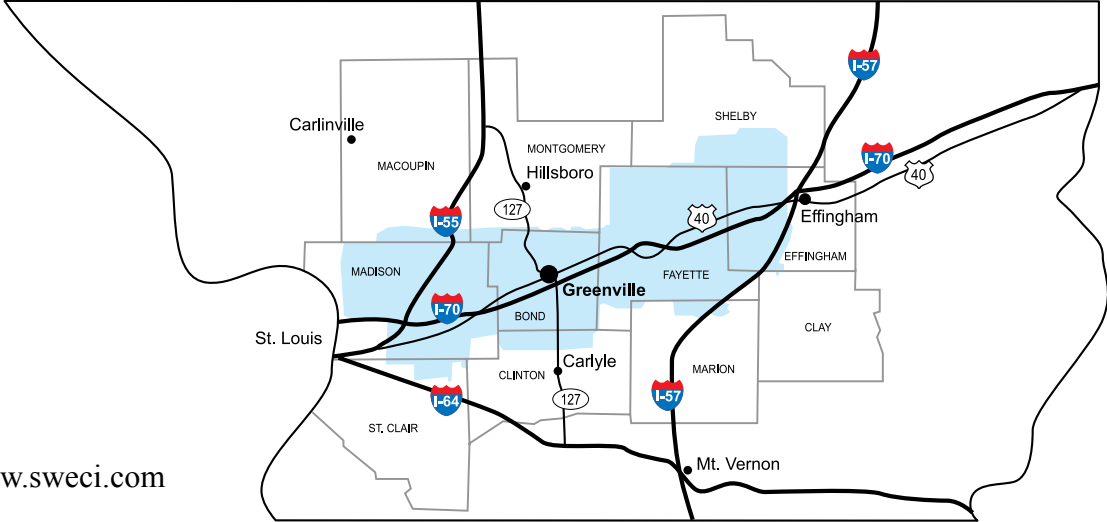 I-57
SHELBY
Carlinville
MONTGOMERY
MACOUPIN
I-70
Hillsboro
40
127
40
Effingham
I-55
EFFINGHAM
MADISON
FAYETTE
Greenville
I-70
BOND
CLAY
St. Louis
Carlyle
CLINTON
MARION
I-57
127
I-64
ST. CLAIR
Mt. Vernon
w.sweci.com